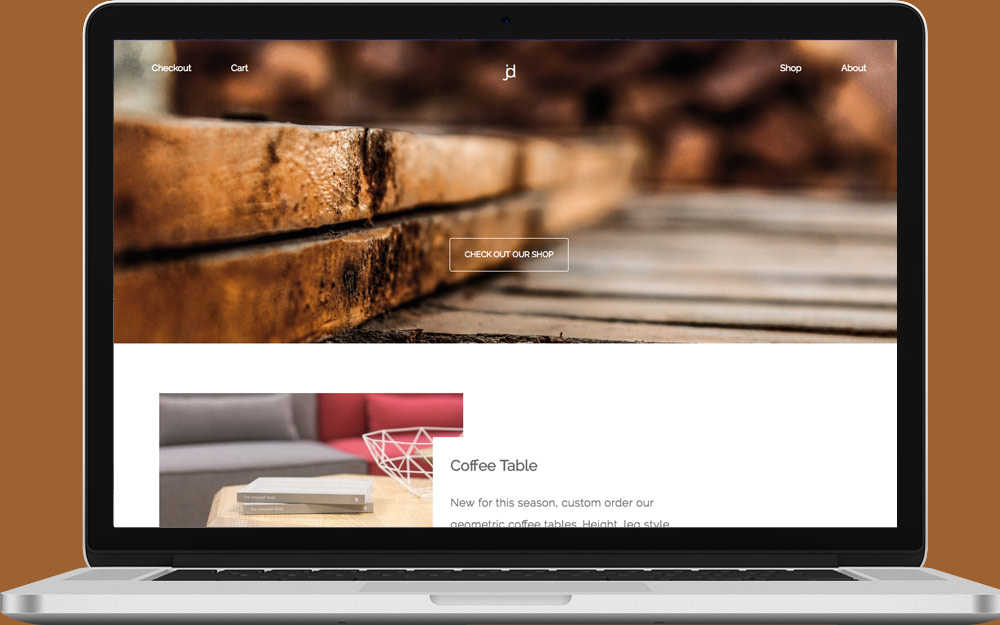 Checkout
Cart
jd
Shop
About
CHECK OUT OUR SHOP
Coffee Table
New for this season, custom order our
geometric coffee tables. Height, leg style,